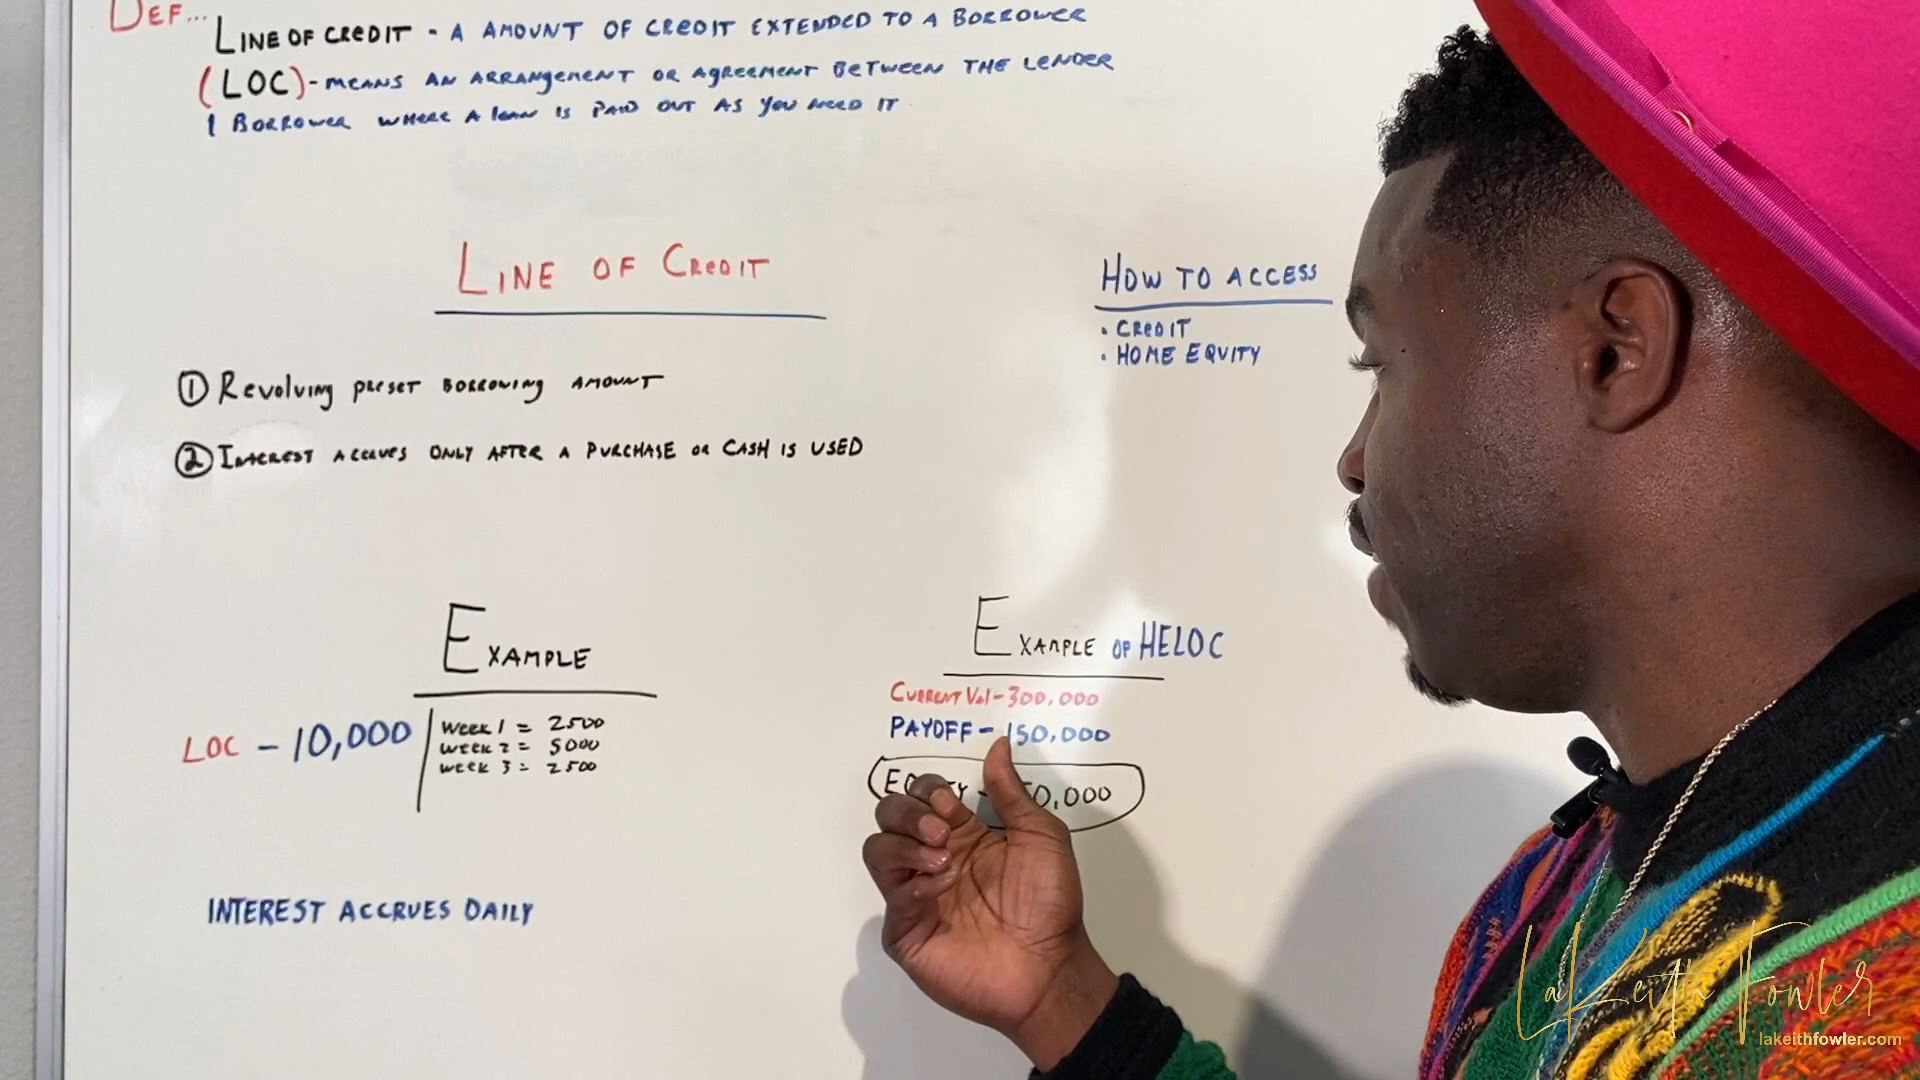 DEF...
LINE OF CREDIT - A AMOUNT OF CREDIT EXTENDED TO A BORROWER
(LOC) - MEANS AN ARRANGEMENT OR AGREEMENT BETWEEN THE LENDER
BORROWER WHERE A loan IS PAID OUT AS YOU NEED IT
LINE OF CREDIT
① Revolving PRESET BORROWING AMOUNT
② INTEREST ACCRUES ONLY AFTER A PURCHASE OR CASH IS USED
HOW TO ACCESS
• CREDIT
• HOME EQUITY
EXAMPLE
LOC - 10,000
WEEK 1 = 2500
WEEK 2 = 5000
WEEK 3 = 2500
INTEREST ACCRUES DAILY
EXAMPLE OF HELOC
CURRENT Val - 300,000
PAYOFF - 150,000
0,000
LaKeith Fowler
lakeithfowler.com